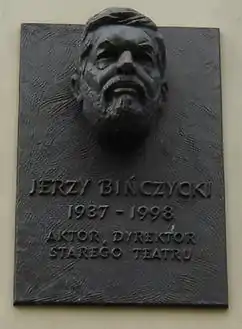 JERZY BIŃCZYCKI
1937 - 1998
AKTOR, DYREKTOR
STAREGO TEATRU